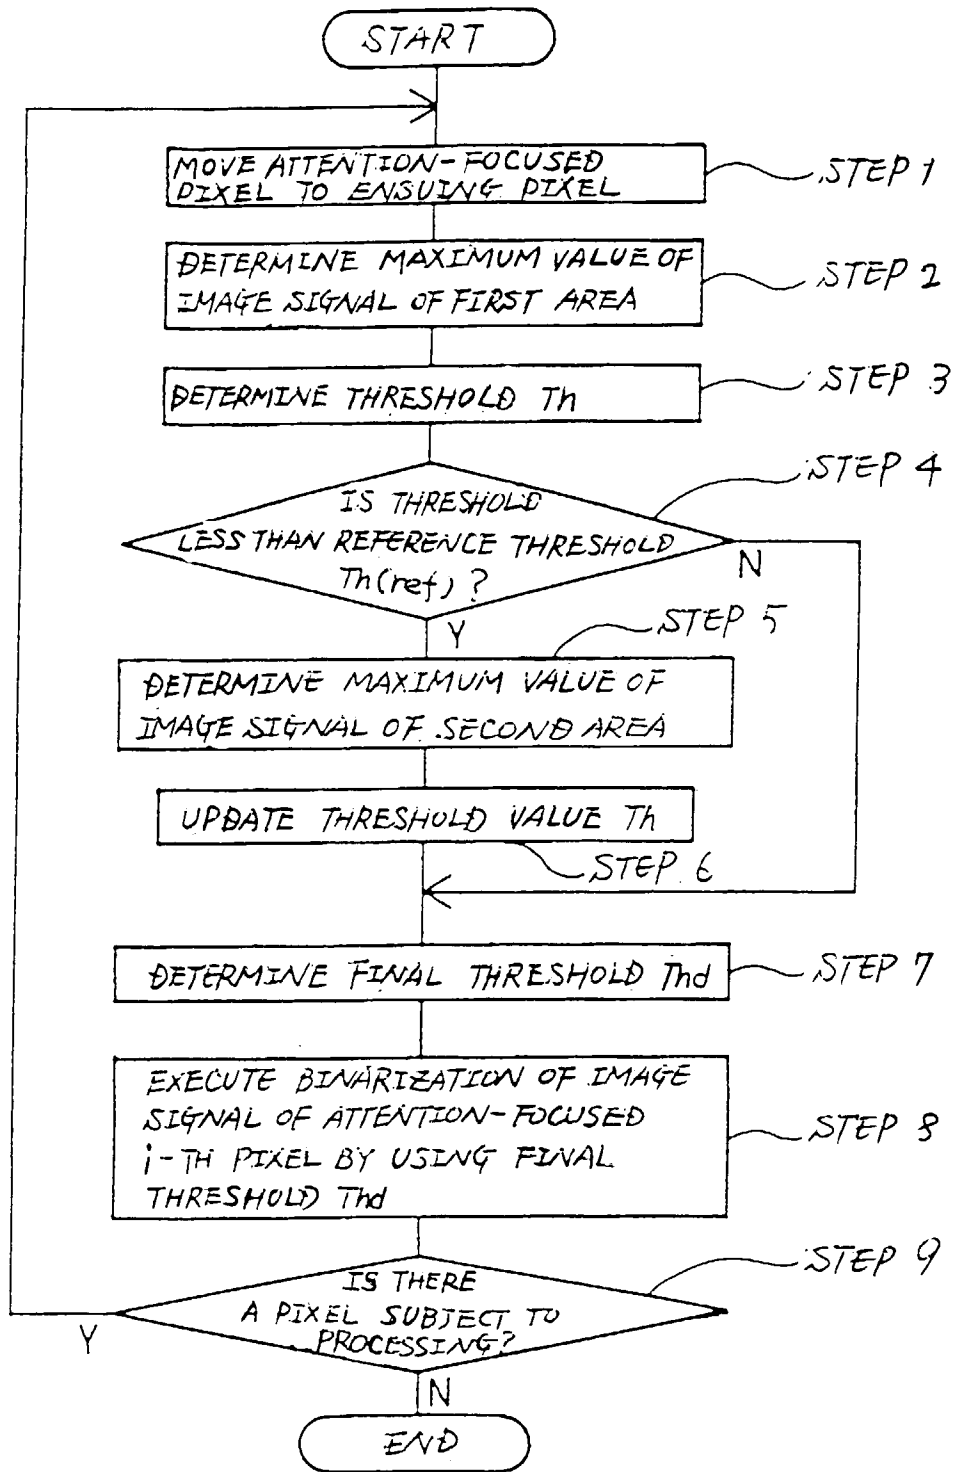 START
MOVE ATTENTION-FOCUSED
PIXEL TO ENSUING PIXEL
STEP 1
DETERMINE MAXIMUM VALUE OF
IMAGE SIGNAL OF FIRST AREA
STEP 2
DETERMINE THRESHOLD Th
STEP 3
IS THRESHOLD
LESS THAN REFERENCE THRESHOLD
Th(ref)?
STEP 4
N
Y
STEP 5
DETERMINE MAXIMUM VALUE OF
IMAGE SIGNAL OF SECOND AREA
UPDATE THRESHOLD VALUE Th
STEP 6
DETERMINE FINAL THRESHOLD Thd
STEP 7
EXECUTE BINARIZATION OF IMAGE
SIGNAL OF ATTENTION-FOCUSED
i-TH PIXEL BY USING FINAL
THRESHOLD Thd
STEP 8
IS THERE
A PIXEL SUBJECT TO
PROCESSING?
STEP 9
Y
N
END